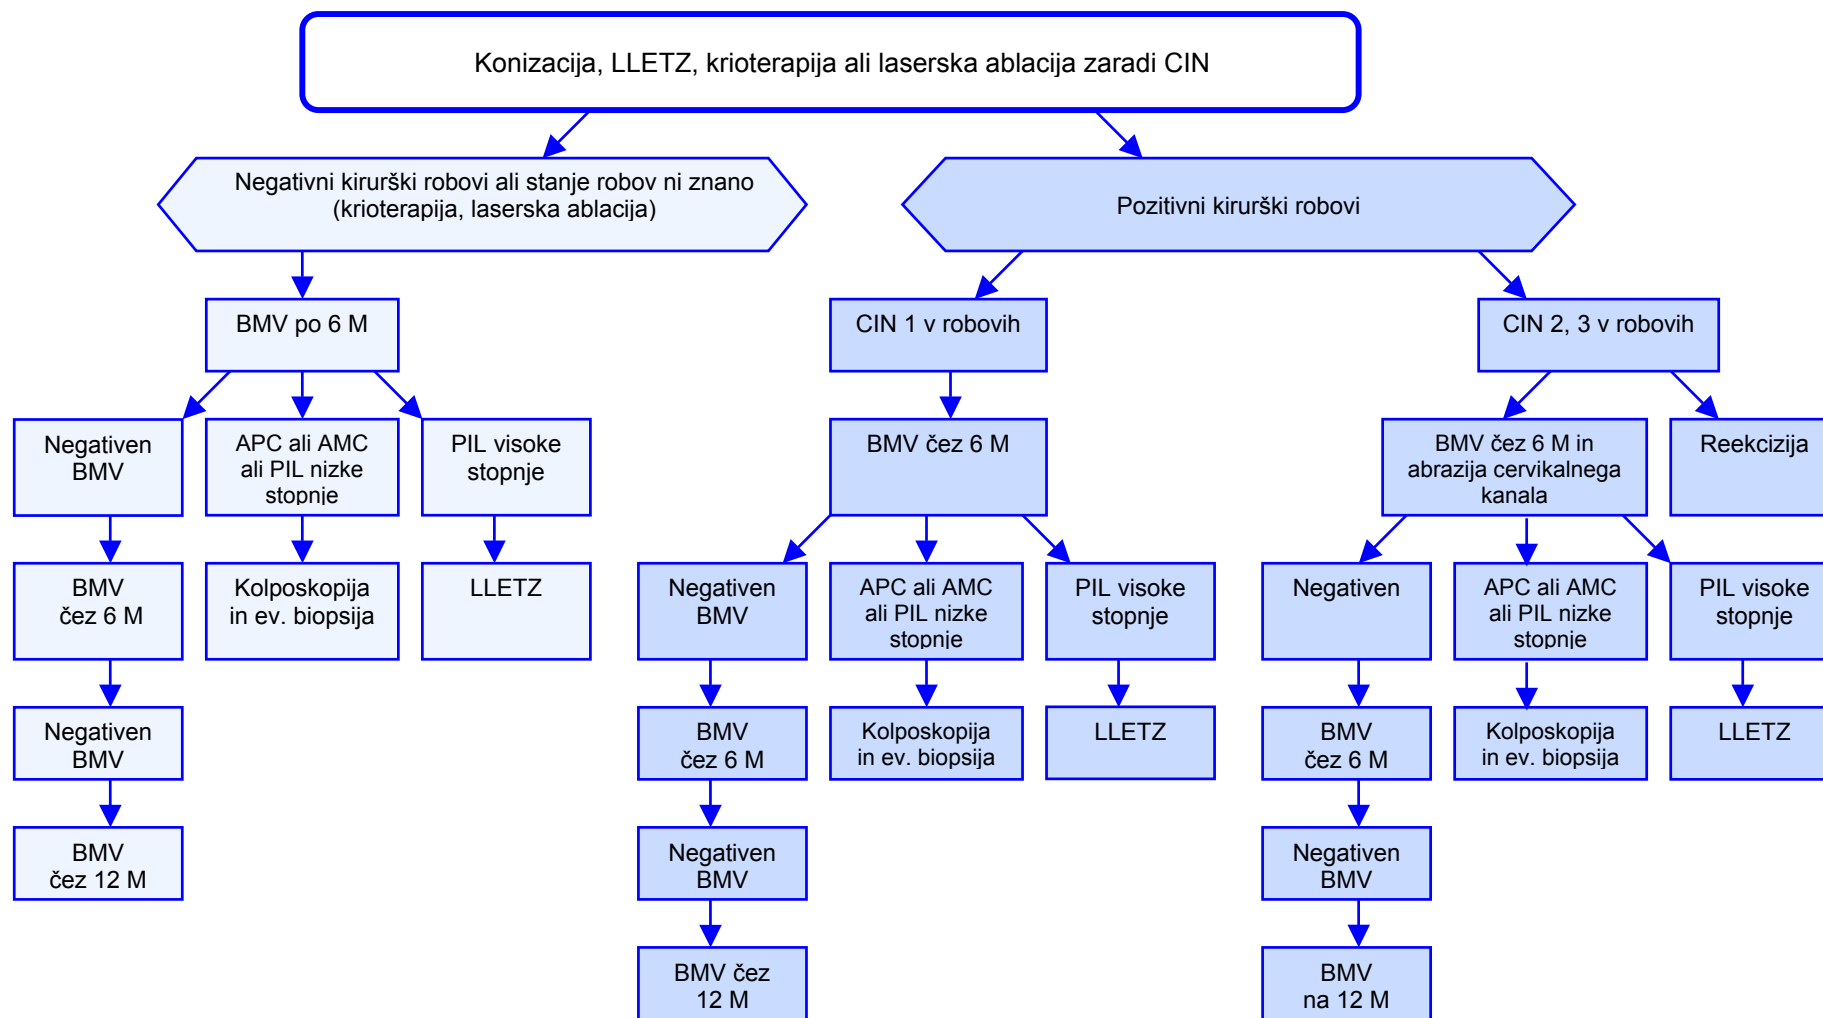 Konizacija, LLETZ, krioterapija ali laserska ablacija zaradi CIN
Negativni kirurški robovi ali stanje robov ni znano
(krioterapija, laserska ablacija)
Pozitivni kirurški robovi
BMV po 6 M
CIN 1 v robovih
CIN 2, 3 v robovih
Negativen
BMV
APC ali AMC
ali PIL nizke
stopnje
PIL visoke
stopnje
BMV čez 6 M
BMV čez 6 M in
abrazija cervikalnega
kanala
Reekcizija
BMV
čez 6 M
Kolposkopija
in ev. biopsija
LLETZ
Negativen
BMV
APC ali AMC
ali PIL nizke
stopnje
PIL visoke
stopnje
Negativen
APC ali AMC
ali PIL nizke
stopnje
PIL visoke
stopnje
Negativen
BMV
BMV
čez 6 M
Kolposkopija
in ev. biopsija
LLETZ
BMV
čez 6 M
Kolposkopija
in ev. biopsija
LLETZ
BMV
čez 12 M
Negativen
BMV
Negativen
BMV
BMV čez
12 M
BMV
na 12 M